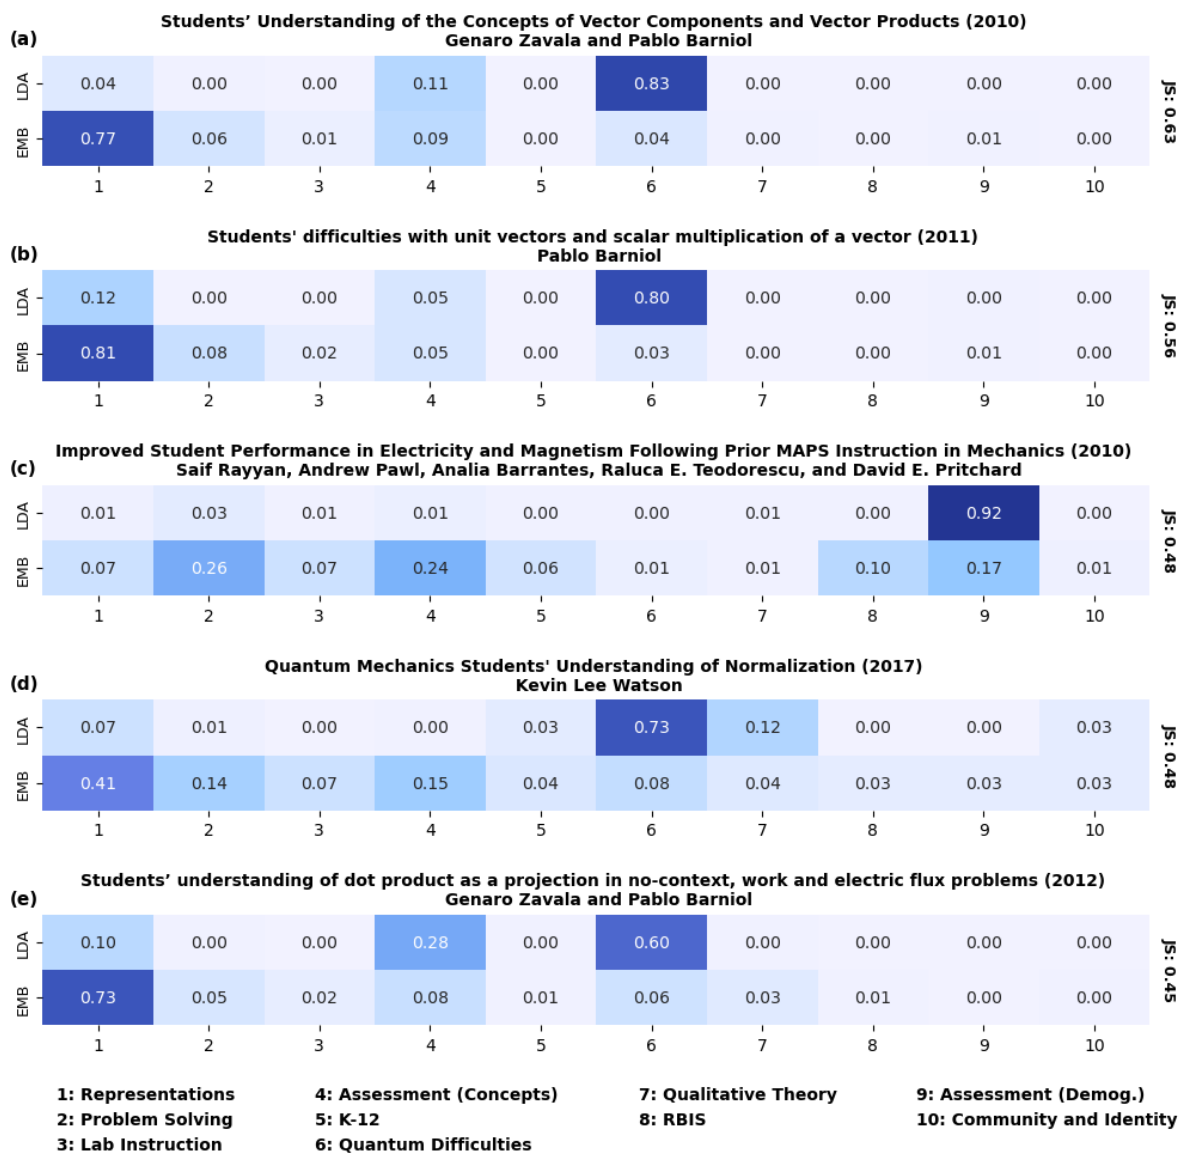 Students’ Understanding of the Concepts of Vector Components and Vector Products (2010)
(a) Genaro Zavala and Pablo Barniol
LDA 0.04 0.00 0.00 0.11 0.00 0.83 0.00 0.00 0.00 0.00
EMB 0.77 0.06 0.01 0.09 0.00 0.04 0.00 0.00 0.01 0.00
JS: 0.63
1 2 3 4 5 6 7 8 9 10
Students' difficulties with unit vectors and scalar multiplication of a vector (2011)
(b) Pablo Barniol
LDA 0.12 0.00 0.00 0.05 0.00 0.80 0.00 0.00 0.00 0.00
EMB 0.81 0.08 0.02 0.05 0.00 0.03 0.00 0.00 0.01 0.00
JS: 0.56
1 2 3 4 5 6 7 8 9 10
Improved Student Performance in Electricity and Magnetism Following Prior MAPS Instruction in Mechanics (2010)
(c) Saif Rayyan, Andrew Pawl, Analia Barrantes, Raluca E. Teodorescu, and David E. Pritchard
LDA 0.01 0.03 0.01 0.01 0.00 0.00 0.01 0.00 0.92 0.00
EMB 0.07 0.26 0.07 0.24 0.06 0.01 0.01 0.10 0.17 0.01
JS: 0.48
1 2 3 4 5 6 7 8 9 10
Quantum Mechanics Students' Understanding of Normalization (2017)
(d) Kevin Lee Watson
LDA 0.07 0.01 0.00 0.00 0.03 0.73 0.12 0.00 0.00 0.03
EMB 0.41 0.14 0.07 0.15 0.04 0.08 0.04 0.03 0.03 0.03
JS: 0.48
1 2 3 4 5 6 7 8 9 10
Students’ understanding of dot product as a projection in no-context, work and electric flux problems (2012)
(e) Genaro Zavala and Pablo Barniol
LDA 0.10 0.00 0.00 0.28 0.00 0.60 0.00 0.00 0.00 0.00
EMB 0.73 0.05 0.02 0.08 0.01 0.06 0.03 0.01 0.00 0.00
JS: 0.45
1 2 3 4 5 6 7 8 9 10
1: Representations 4: Assessment (Concepts) 7: Qualitative Theory 9: Assessment (Demog.)
2: Problem Solving 5: K-12 8: RBIS 10: Community and Identity
3: Lab Instruction 6: Quantum Difficulties